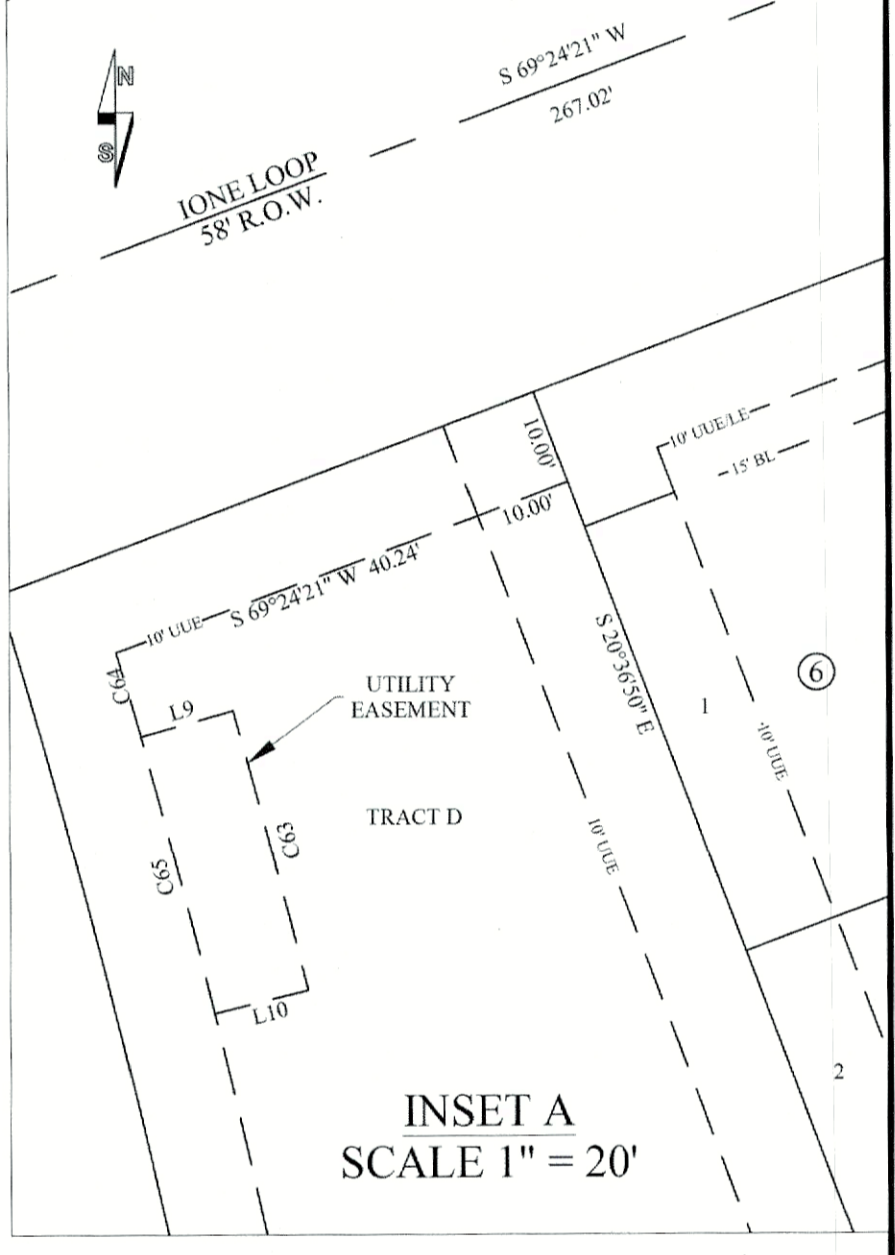 N
S
S 69°24'21" W
267.02'
IONE LOOP
58' R.O.W.
10.00'
10' UUE/LE
15' BL
10.00'
S 69°24'21" W 40.24'
10' UUE
C64
L9
UTILITY
EASEMENT
S 20°36'50" E
6
1
10' UUE
TRACT D
C63
C65
10' UUE
L10
2
INSET A
SCALE 1" = 20'